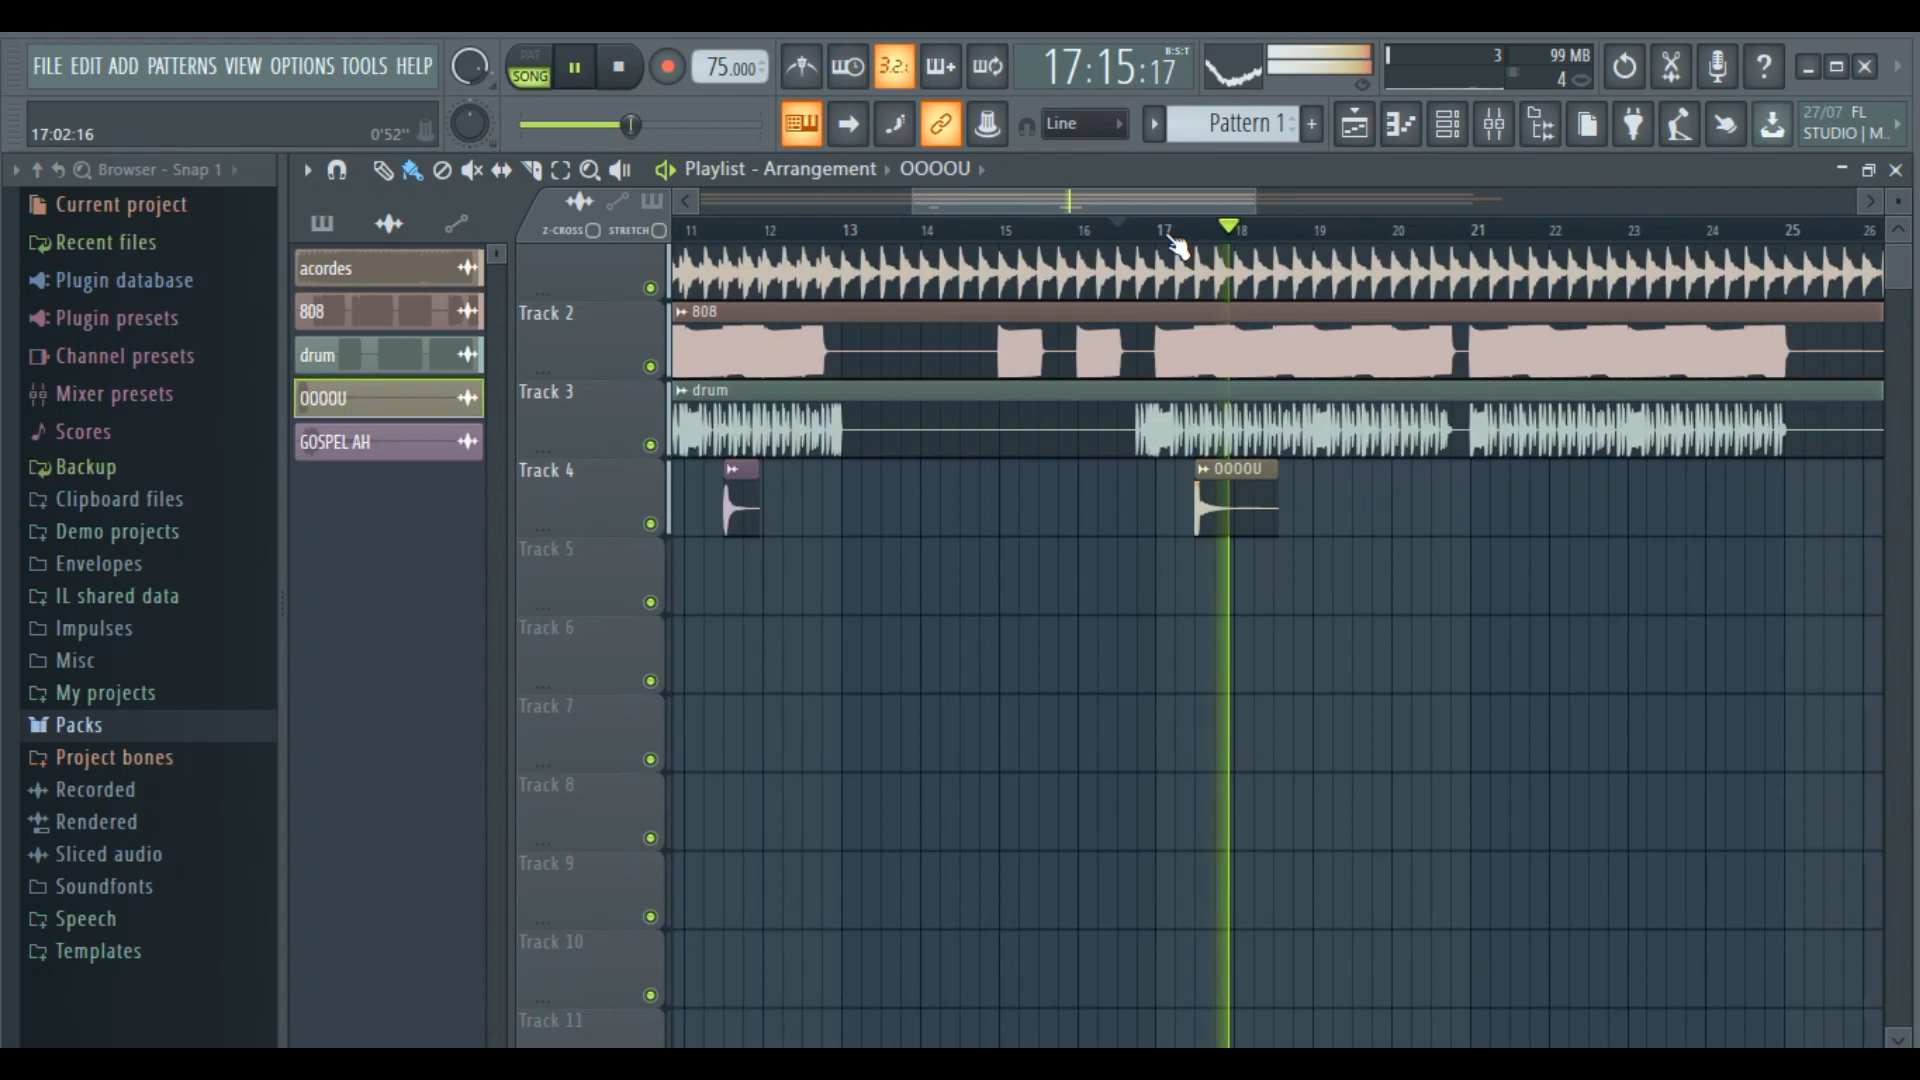 FILE EDIT ADD PATTERNS VIEW OPTIONS TOOLS HELP
PAT
SONG
75.000
3.2.
17:15:17
B:S:T
3
99 MB
4
17:02:16
0'52"
Line
Pattern 1
27/07 FL
STUDIO | M..
Browser - Snap 1
Playlist - Arrangement
OOOOU
Current project
Recent files
Plugin database
Plugin presets
Channel presets
Mixer presets
Scores
Backup
Clipboard files
Demo projects
Envelopes
IL shared data
Impulses
Misc
My projects
Packs
Project bones
Recorded
Rendered
Sliced audio
Soundfonts
Speech
Templates
acordes
808
drum
OOOOU
GOSPEL AH
Z-CROSS
STRETCH
11 12 13 14 15 16 17 18 19 20 21 22 23 24 25 26
Track 2
808
Track 3
drum
Track 4
OOOOU
Track 5
Track 6
Track 7
Track 8
Track 9
Track 10
Track 11